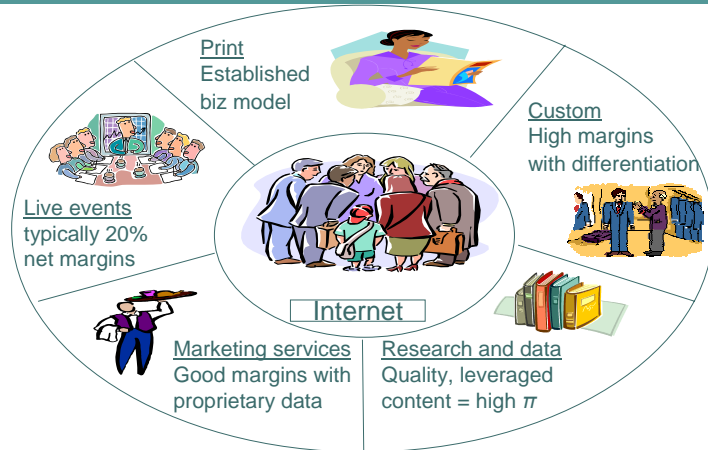 Print
Established
biz model
Custom
High margins
with differentiation
Live events
typically 20%
net margins
Internet
Marketing services
Good margins with
proprietary data
Research and data
Quality, leveraged
content = high π